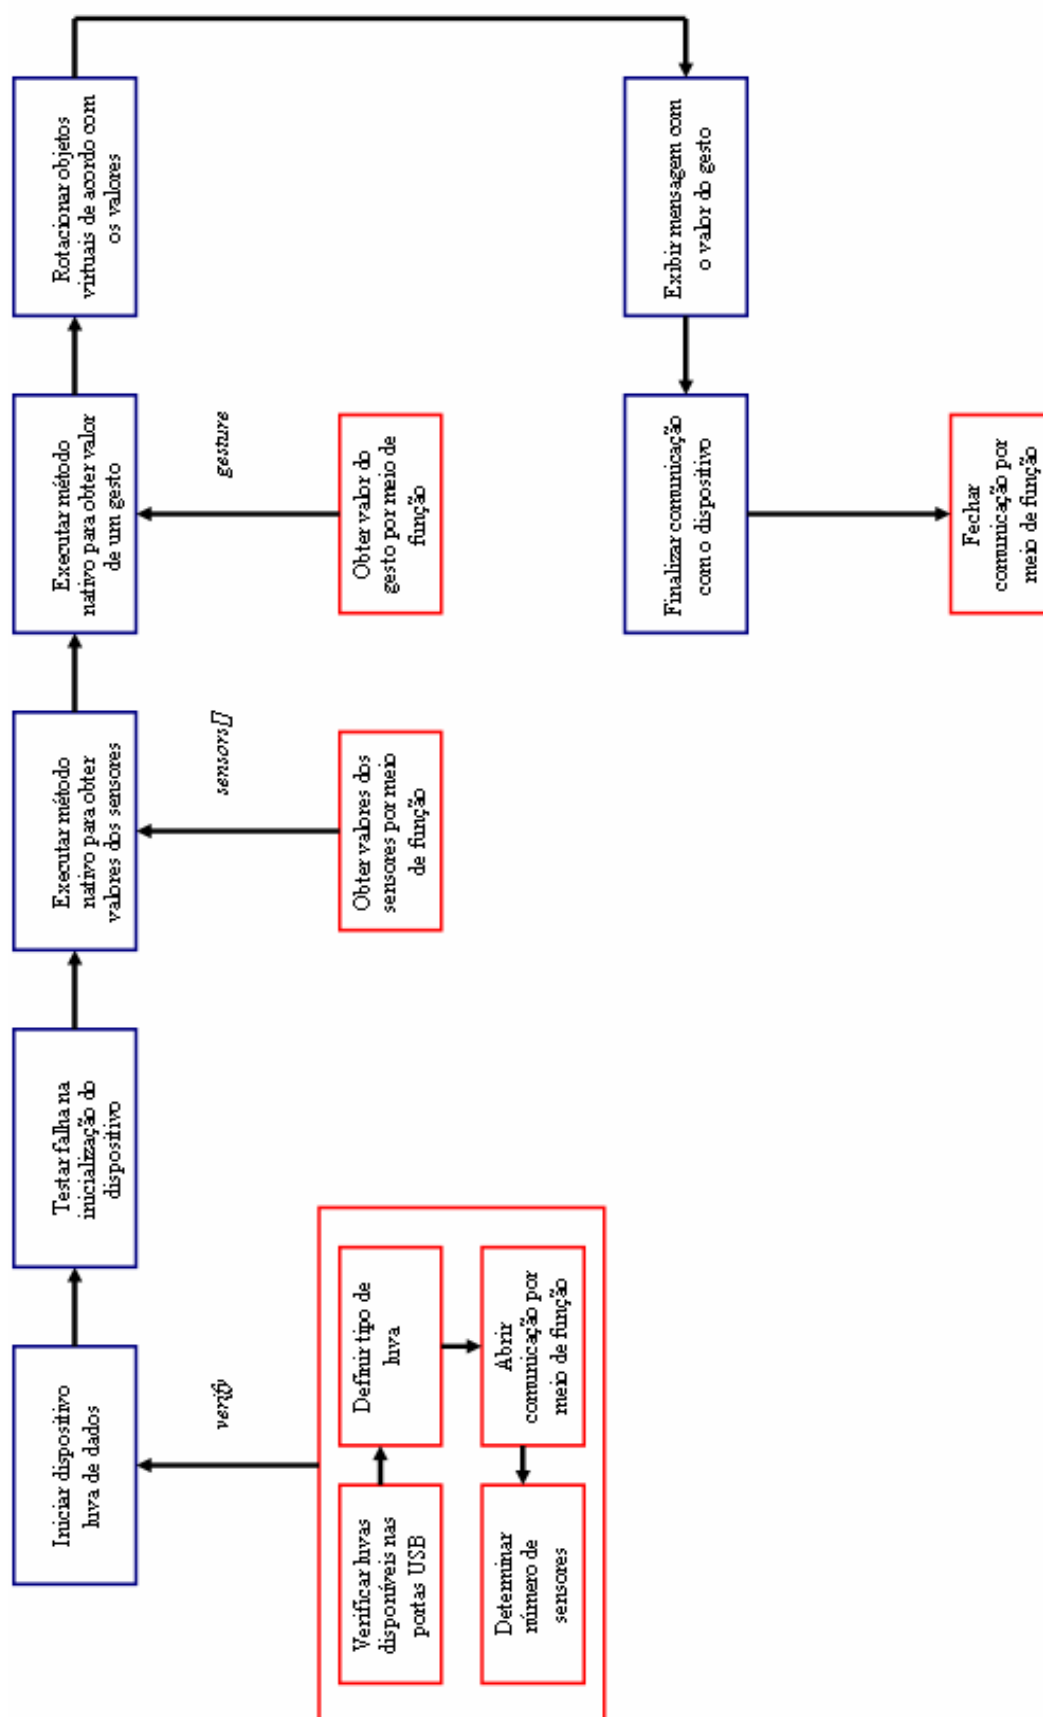 Iniciar dispositivo
luva de dados
Testar falha na
inicialização do
dispositivo
Executar método
nativo para obter
valores dos sensores
Executar método
nativo para obter valor
de um gesto
Rotacionar objetos
virtuais de acordo com
os valores
verify
sensors[]
gesture
Verificar luvas
disponíveis nas
portas USB
Definir tipo de
luva
Determinar
número de
sensores
Abrir
comunicação por
meio de função
Obter valores dos
sensores por meio
de função
Obter valor do
gesto por meio de
função
Finalizar comunicação
com o dispositivo
Exibir mensagem com
o valor do gesto
Fechar
comunicação por
meio de função